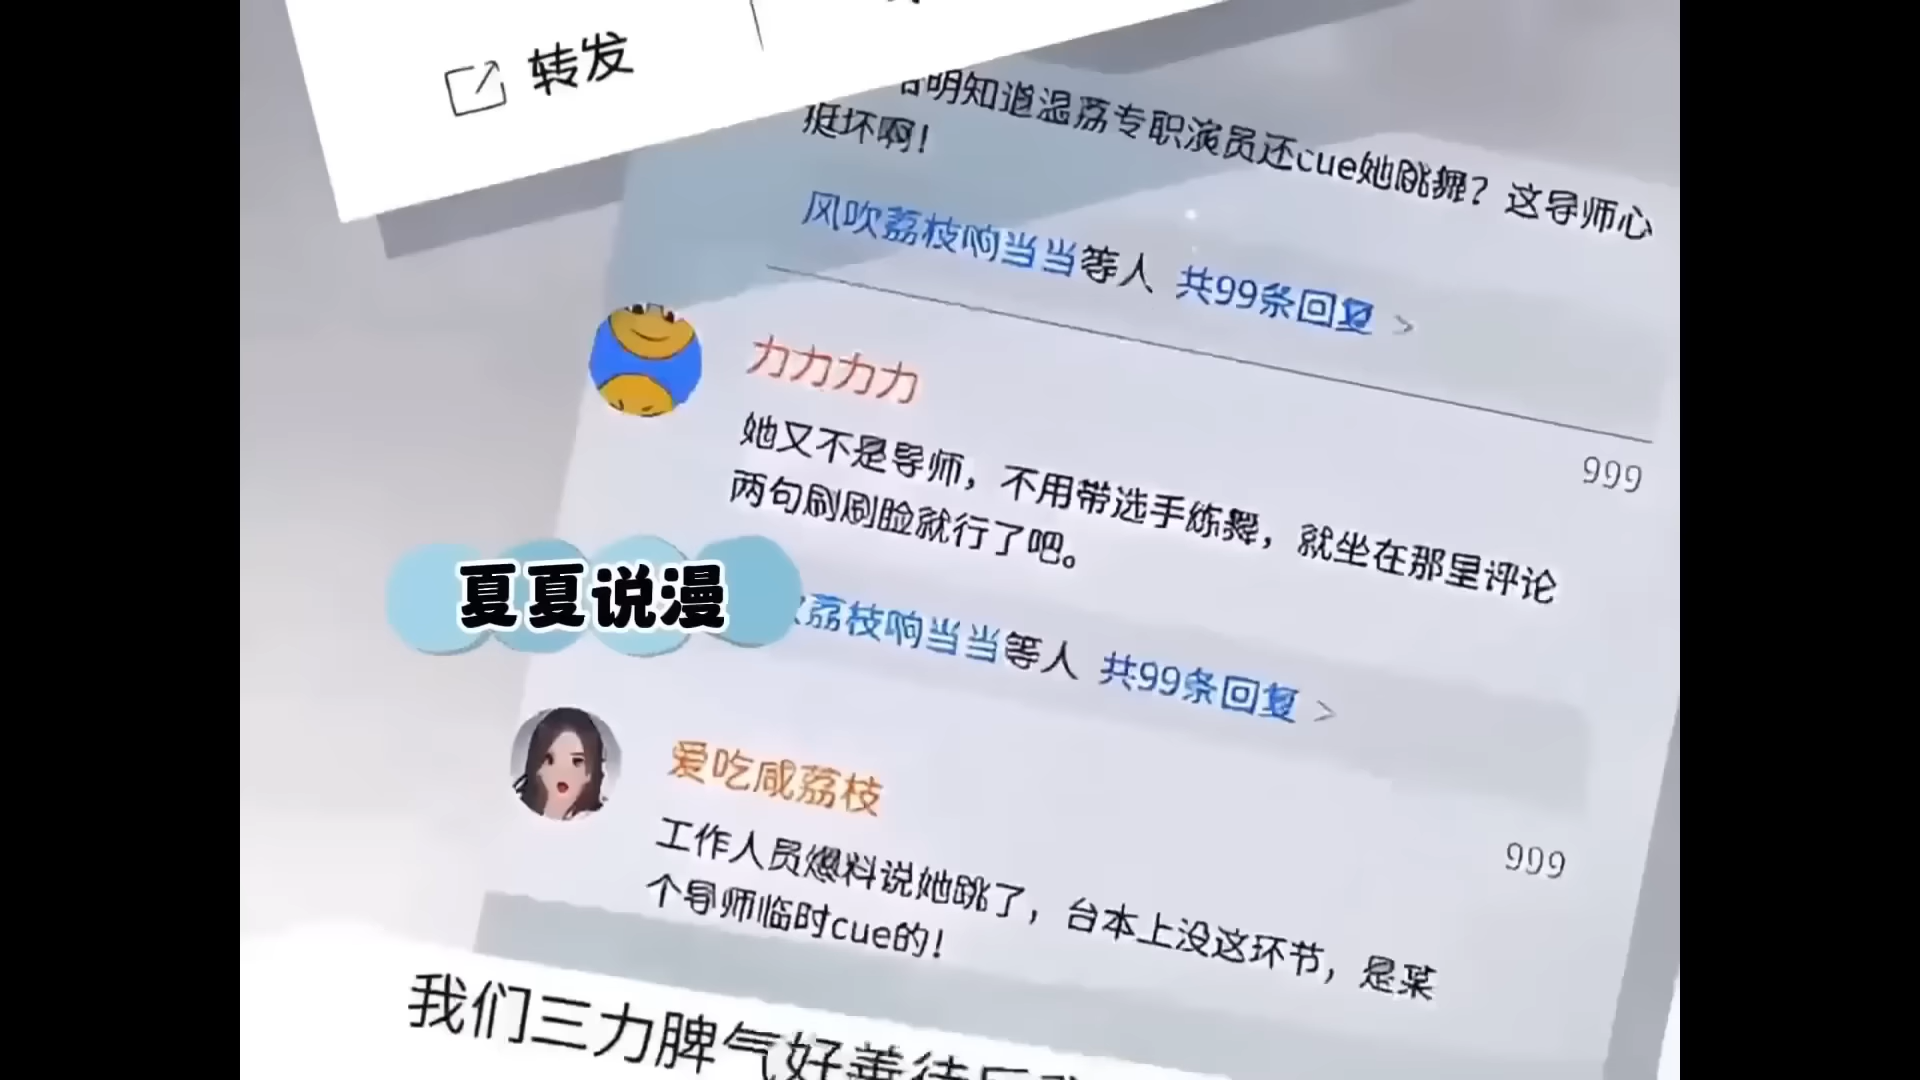 转发
明知道温荔专职演员还cue她跳舞？这导师心
挺坏啊！
风吹荔枝响当当等人 共99条回复 >
力力力力
999
她又不是导师，不用带选手练舞，就坐在那里评论
两句刷刷脸就行了吧。
夏夏说漫
荔枝响当当等人 共99条回复 >
爱吃咸荔枝
999
工作人员爆料说她跳了，台本上没这环节，是某
个导师临时cue的！
我们三力脾气好善待